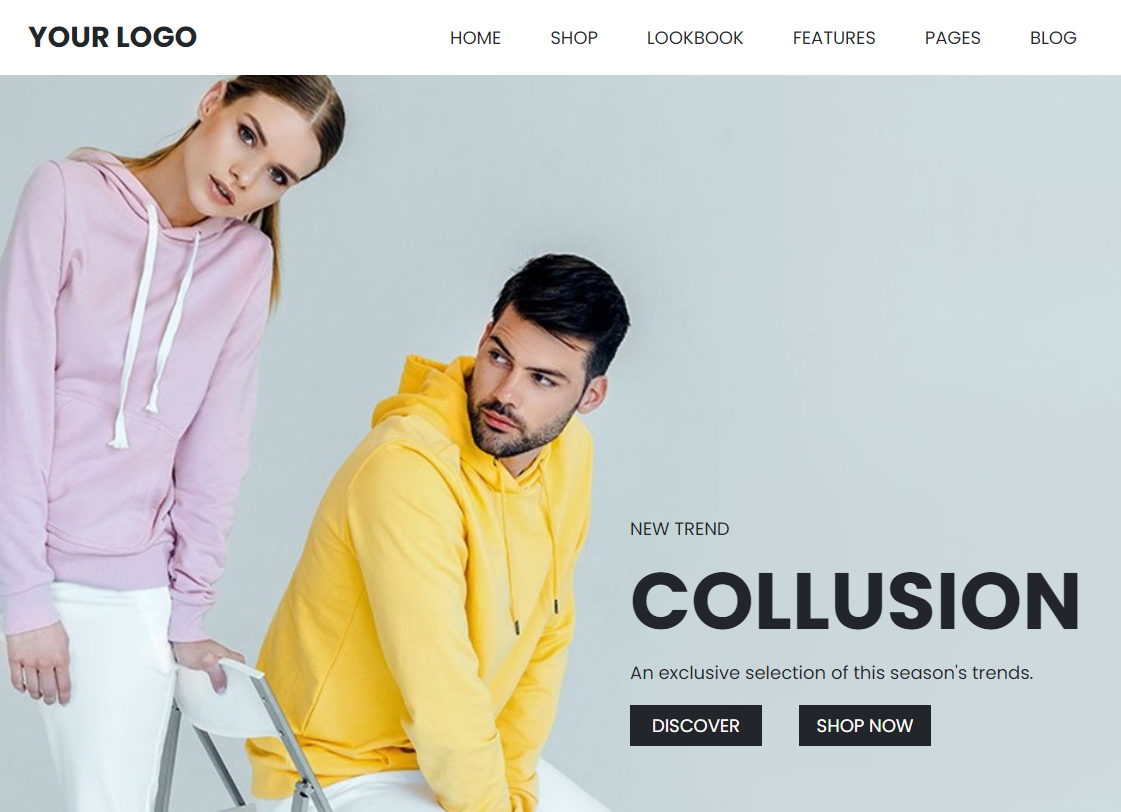 YOUR LOGO
HOME SHOP LOOKBOOK FEATURES PAGES BLOG
NEW TREND
COLLUSION
An exclusive selection of this season's trends.
DISCOVER SHOP NOW